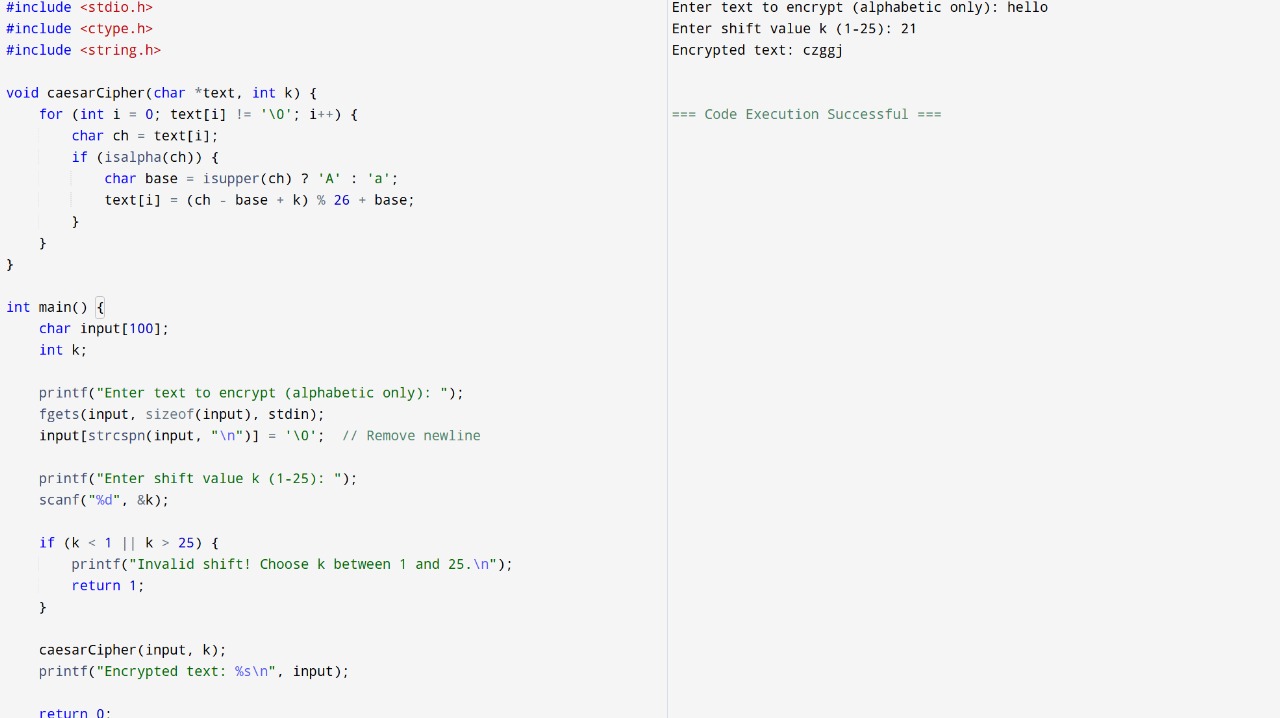 #include <stdio.h>
#include <ctype.h>
#include <string.h>
void caesarCipher(char *text, int k) {
    for (int i = 0; text[i] != '\0'; i++) {
        char ch = text[i];
        if (isalpha(ch)) {
            char base = isupper(ch) ? 'A' : 'a';
            text[i] = (ch - base + k) % 26 + base;
        }
    }
}
int main() {
    char input[100];
    int k;
    printf("Enter text to encrypt (alphabetic only): ");
    fgets(input, sizeof(input), stdin);
    input[strcspn(input, "\n")] = '\0';  // Remove newline
    printf("Enter shift value k (1-25): ");
    scanf("%d", &k);
    if (k < 1 || k > 25) {
        printf("Invalid shift! Choose k between 1 and 25.\n");
        return 1;
    }
    caesarCipher(input, k);
    printf("Encrypted text: %s\n", input);
    return 0;
Enter text to encrypt (alphabetic only): hello
Enter shift value k (1-25): 21
Encrypted text: czggj
=== Code Execution Successful ===